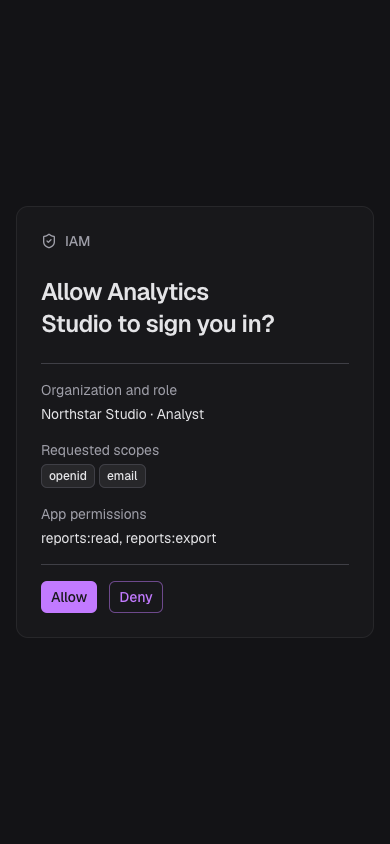 IAM
Allow Analytics
Studio to sign you in?
Organization and role
Northstar Studio · Analyst
Requested scopes
openid email
App permissions
reports:read, reports:export
Allow Deny